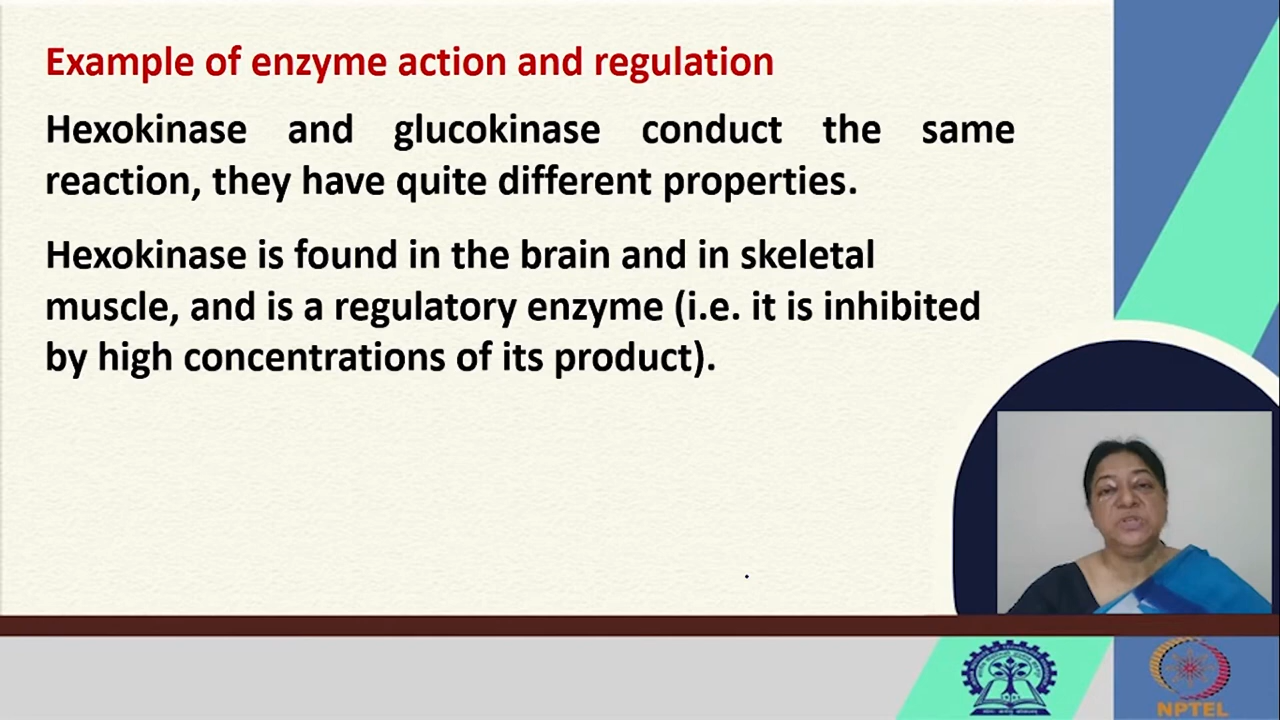 Example of enzyme action and regulation
Hexokinase and glucokinase conduct the same
reaction, they have quite different properties.
Hexokinase is found in the brain and in skeletal
muscle, and is a regulatory enzyme (i.e. it is inhibited
by high concentrations of its product).
NPTEL